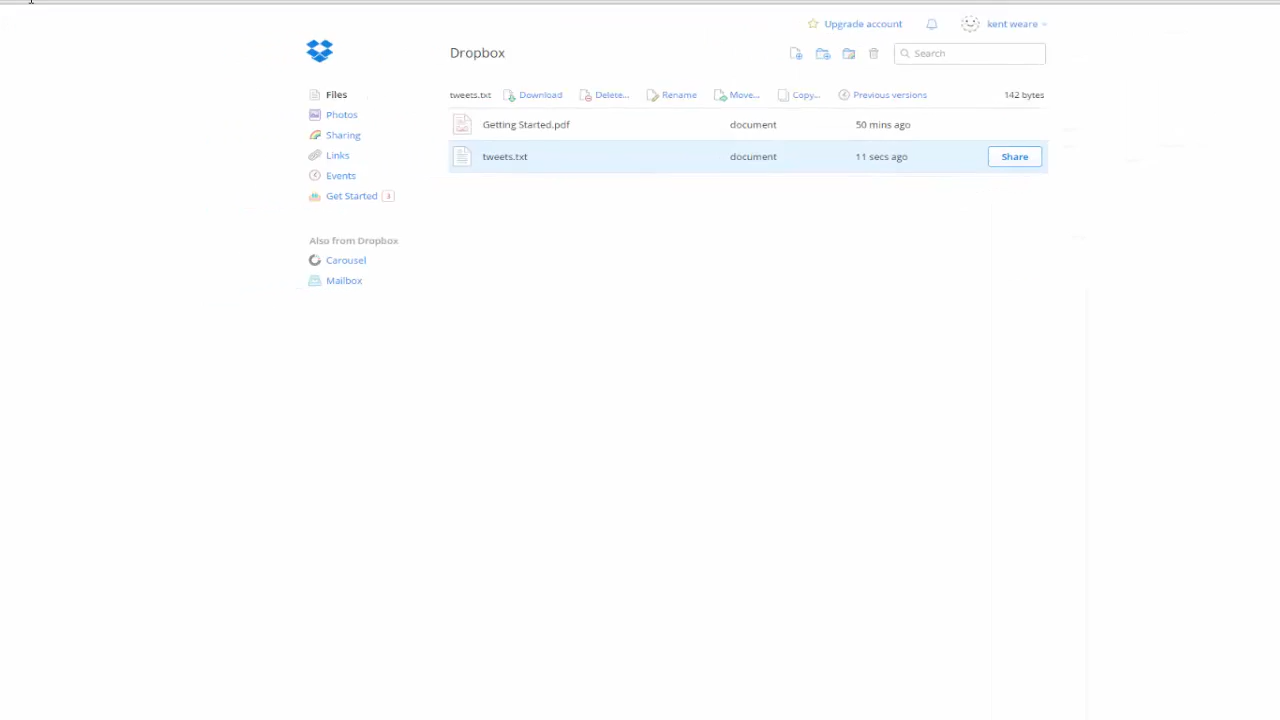 Upgrade account kent weare
Dropbox
Search
Files
tweets.txt Download Delete... Rename Move... Copy... Previous versions 142 bytes
Photos
Getting Started.pdf document 50 mins ago
Sharing
Links
tweets.txt document 11 secs ago Share
Events
Get Started 3
Also from Dropbox
Carousel
Mailbox